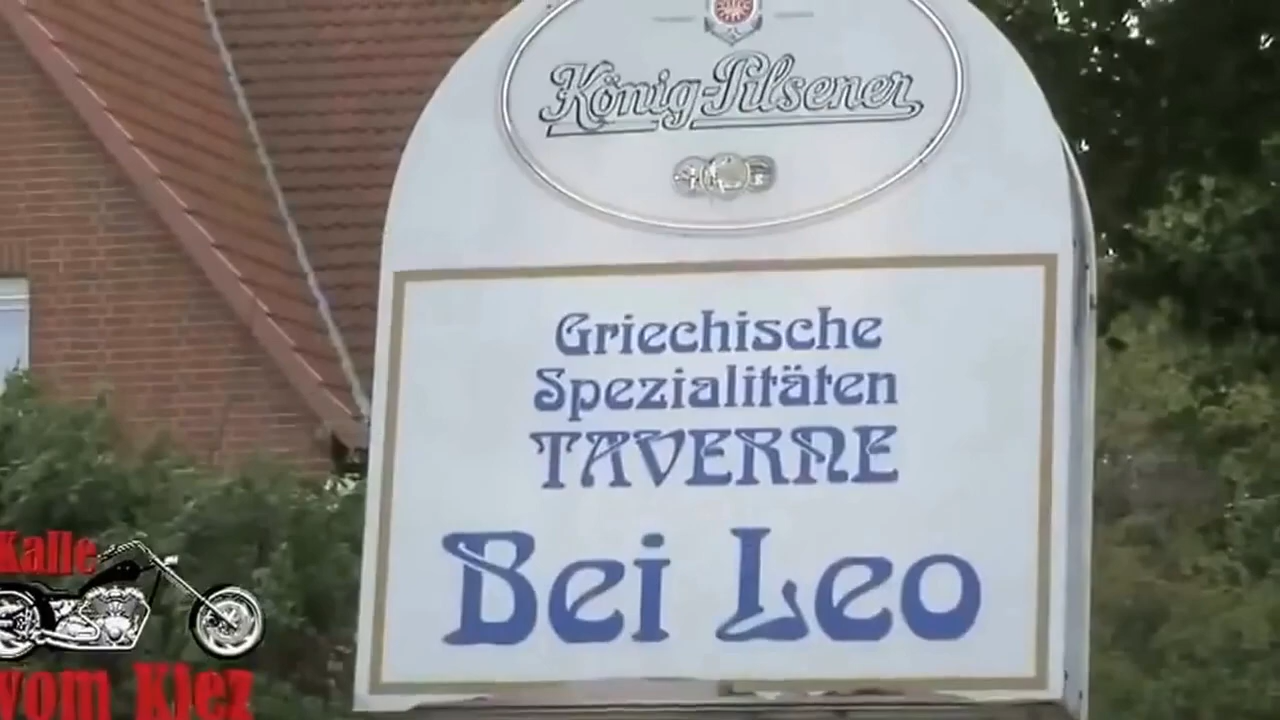 König-Pilsener
Griechische
Spezialitäten
TAVERNE
Bei Leo
Kalle
vom Kiez